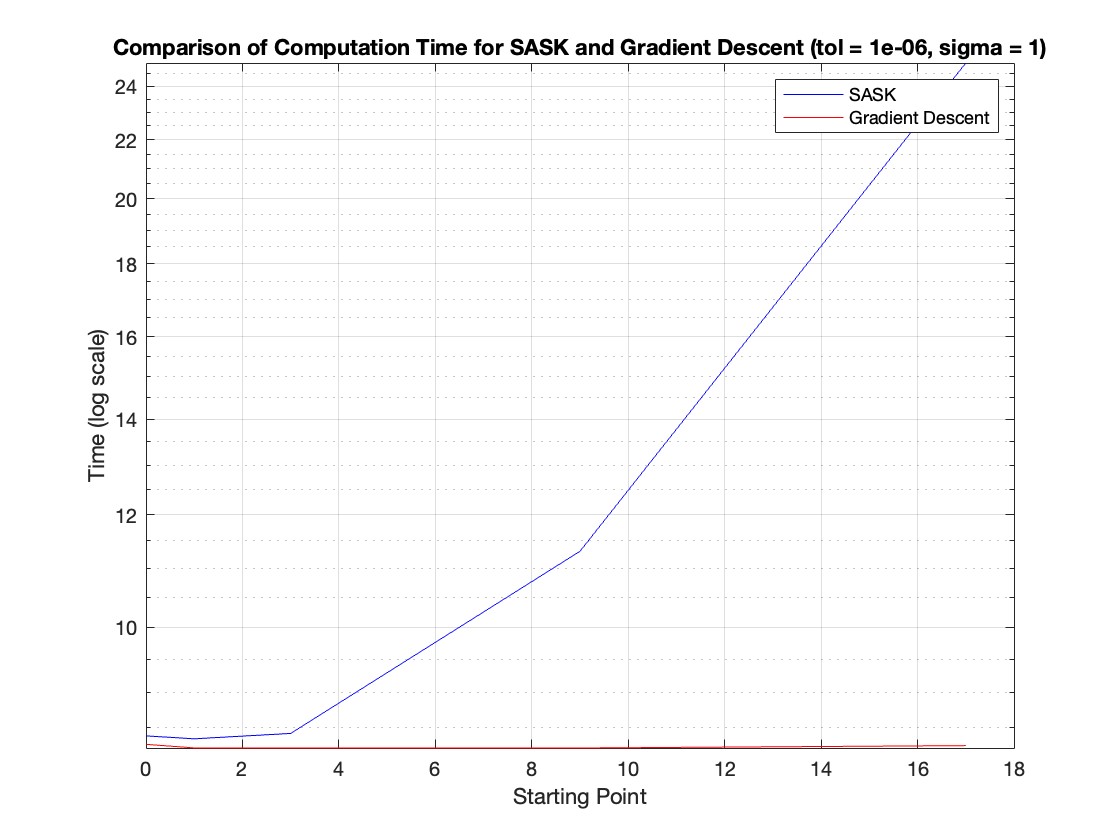 Comparison of Computation Time for SASK and Gradient Descent (tol = 1e-06, sigma = 1)
SASK
Gradient Descent
24
22
20
18
16
14
12
10
Time (log scale)
0 2 4 6 8 10 12 14 16 18
Starting Point